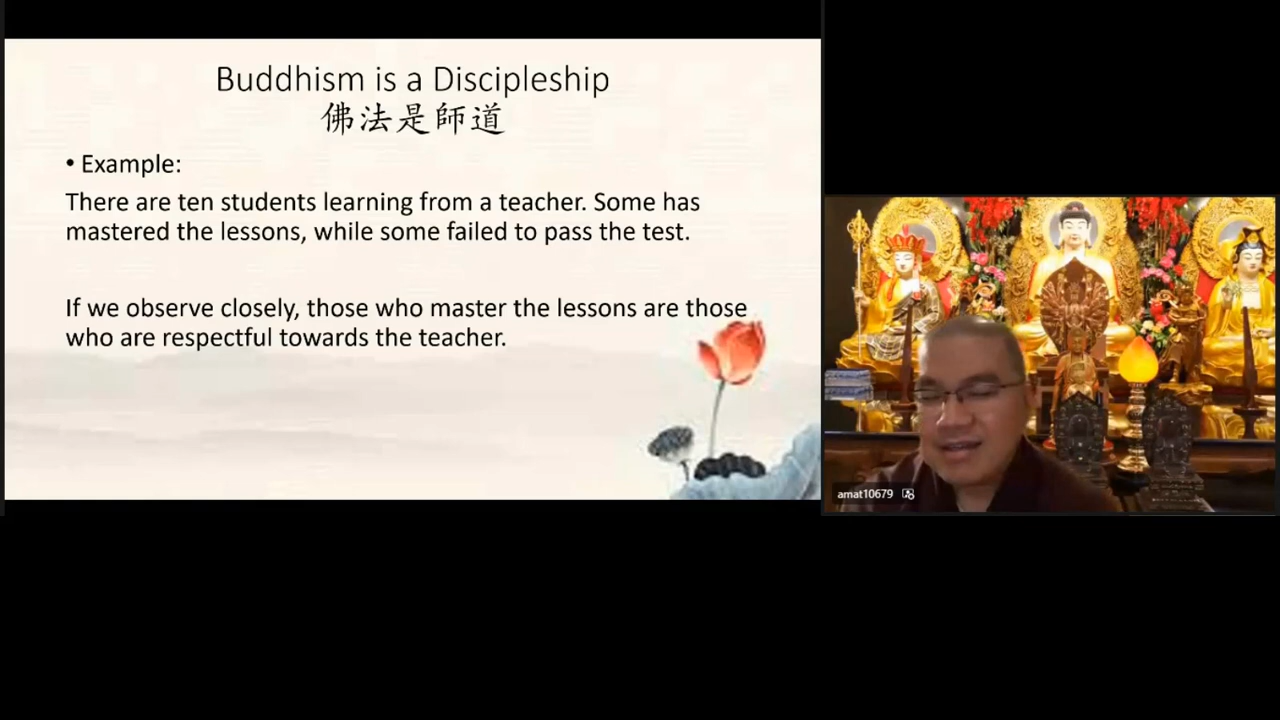 Buddhism is a Discipleship
佛法是師道
• Example:
There are ten students learning from a teacher. Some has
mastered the lessons, while some failed to pass the test.
If we observe closely, those who master the lessons are those
who are respectful towards the teacher.
amat10679